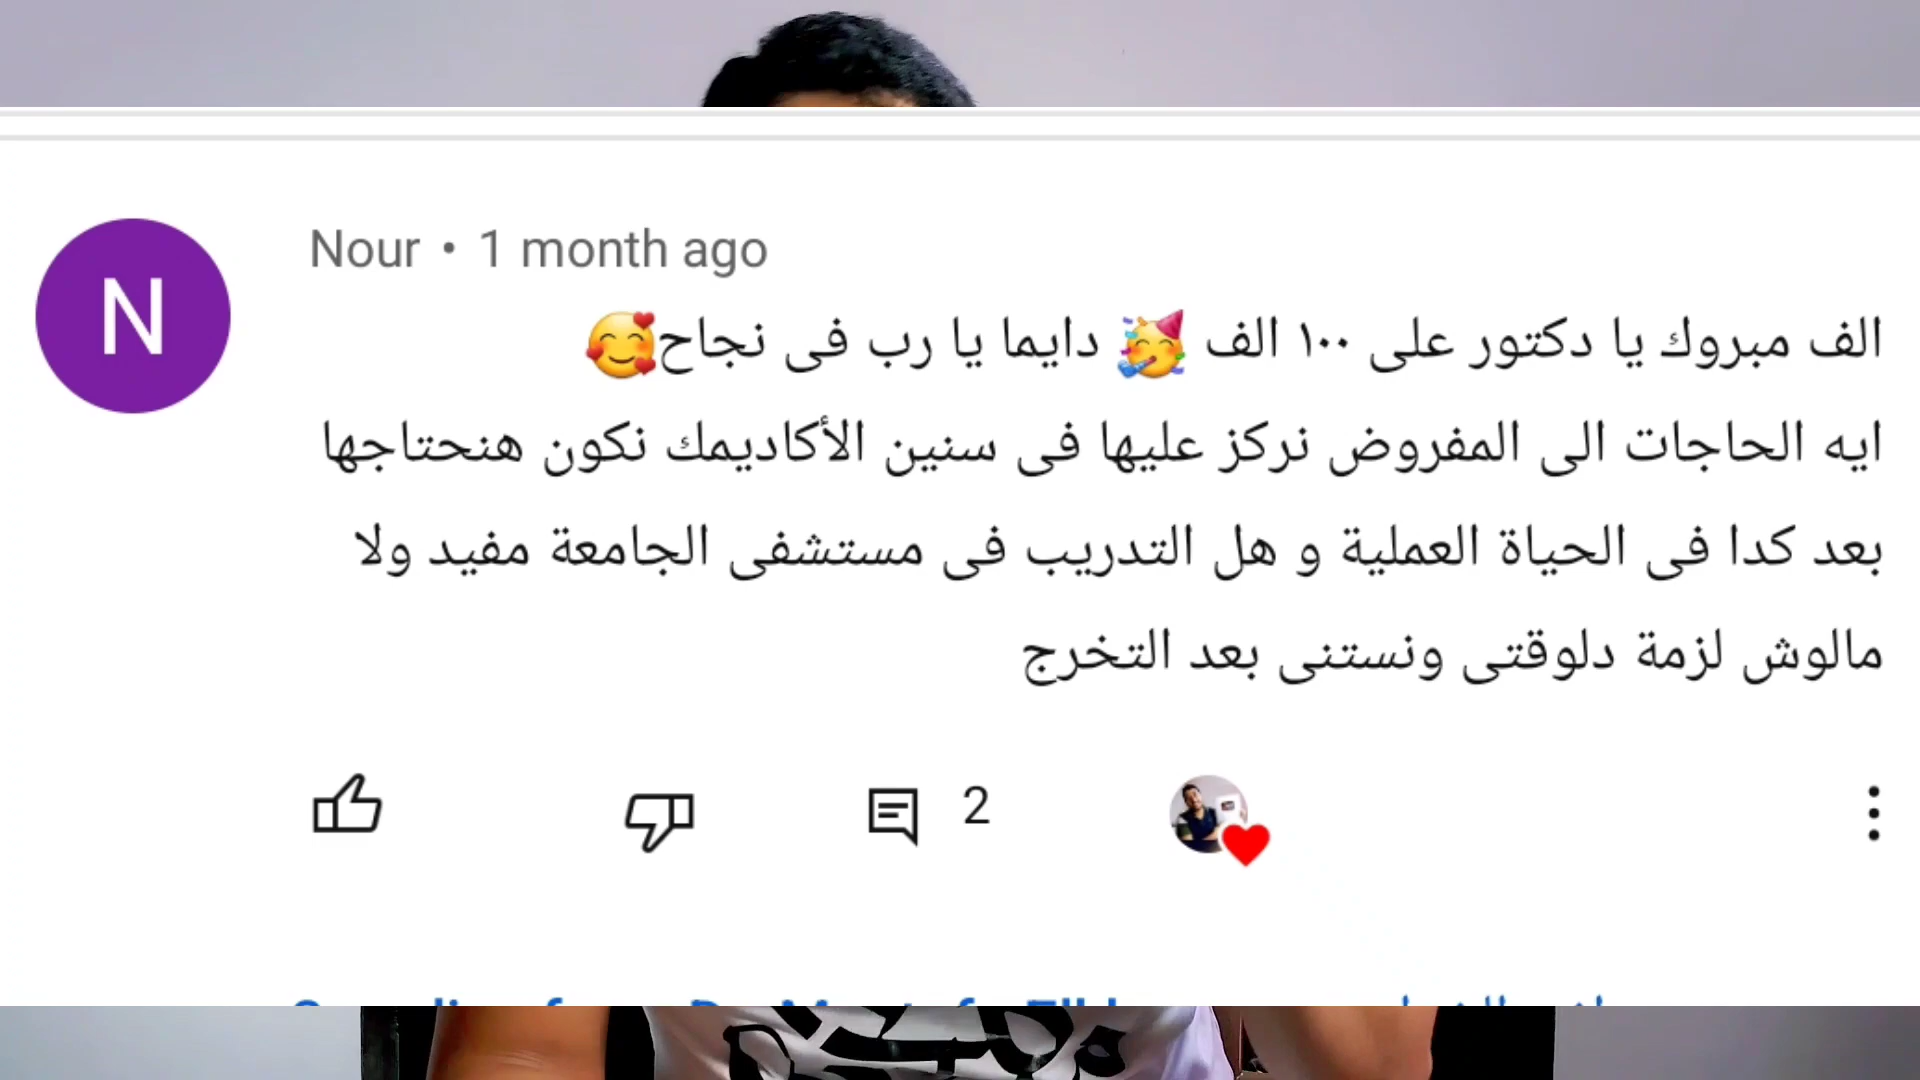 N
Nour • 1 month ago
الف مبروك يا دكتور على ١٠٠ الف 🥳 دايما يا رب فى نجاح🥰
ايه الحاجات الى المفروض نركز عليها فى سنين الأكاديمك نكون هنحتاجها
بعد كدا فى الحياة العملية و هل التدريب فى مستشفى الجامعة مفيد ولا
مالوش لزمة دلوقتى ونستنى بعد التخرج
2